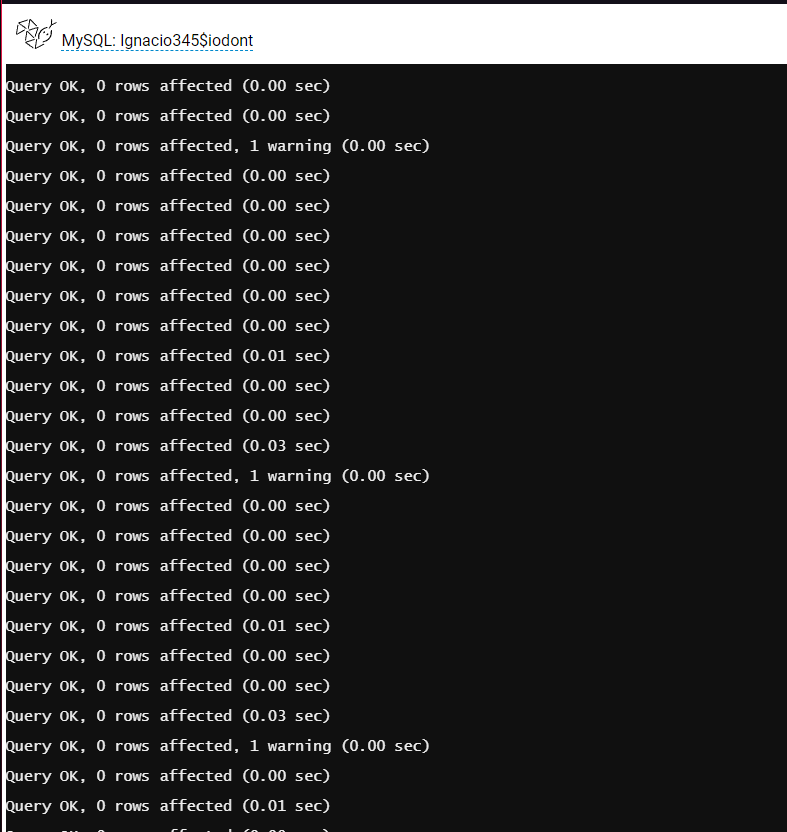 MySQL: Ignacio345$iodont
Query OK, 0 rows affected (0.00 sec)
Query OK, 0 rows affected (0.00 sec)
Query OK, 0 rows affected, 1 warning (0.00 sec)
Query OK, 0 rows affected (0.00 sec)
Query OK, 0 rows affected (0.00 sec)
Query OK, 0 rows affected (0.00 sec)
Query OK, 0 rows affected (0.00 sec)
Query OK, 0 rows affected (0.00 sec)
Query OK, 0 rows affected (0.00 sec)
Query OK, 0 rows affected (0.01 sec)
Query OK, 0 rows affected (0.00 sec)
Query OK, 0 rows affected (0.00 sec)
Query OK, 0 rows affected (0.03 sec)
Query OK, 0 rows affected, 1 warning (0.00 sec)
Query OK, 0 rows affected (0.00 sec)
Query OK, 0 rows affected (0.00 sec)
Query OK, 0 rows affected (0.00 sec)
Query OK, 0 rows affected (0.00 sec)
Query OK, 0 rows affected (0.01 sec)
Query OK, 0 rows affected (0.00 sec)
Query OK, 0 rows affected (0.00 sec)
Query OK, 0 rows affected (0.03 sec)
Query OK, 0 rows affected, 1 warning (0.00 sec)
Query OK, 0 rows affected (0.00 sec)
Query OK, 0 rows affected (0.01 sec)